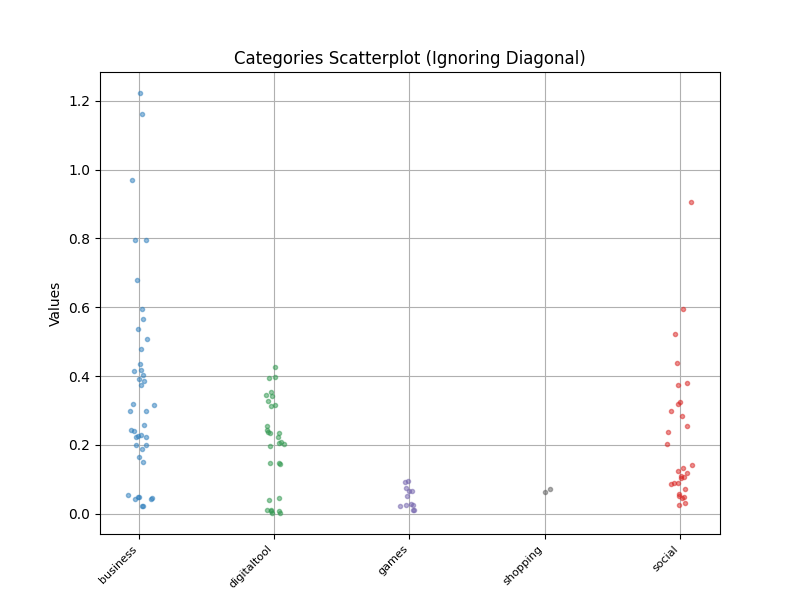 Categories Scatterplot (Ignoring Diagonal)
Values
1.2
1.0
0.8
0.6
0.4
0.2
0.0
business
digitaltool
games
shopping
social